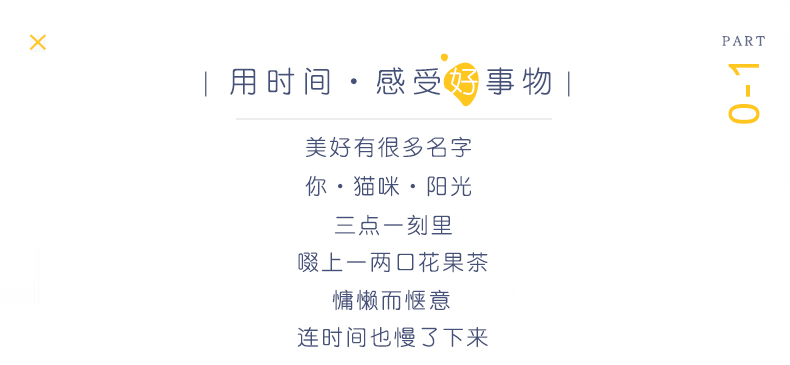 PART
0-1
| 用时间·感受好事物 |
美好有很多名字
你·猫咪·阳光
三点一刻里
啜上一两口花果茶
慵懒而惬意
连时间也慢了下来